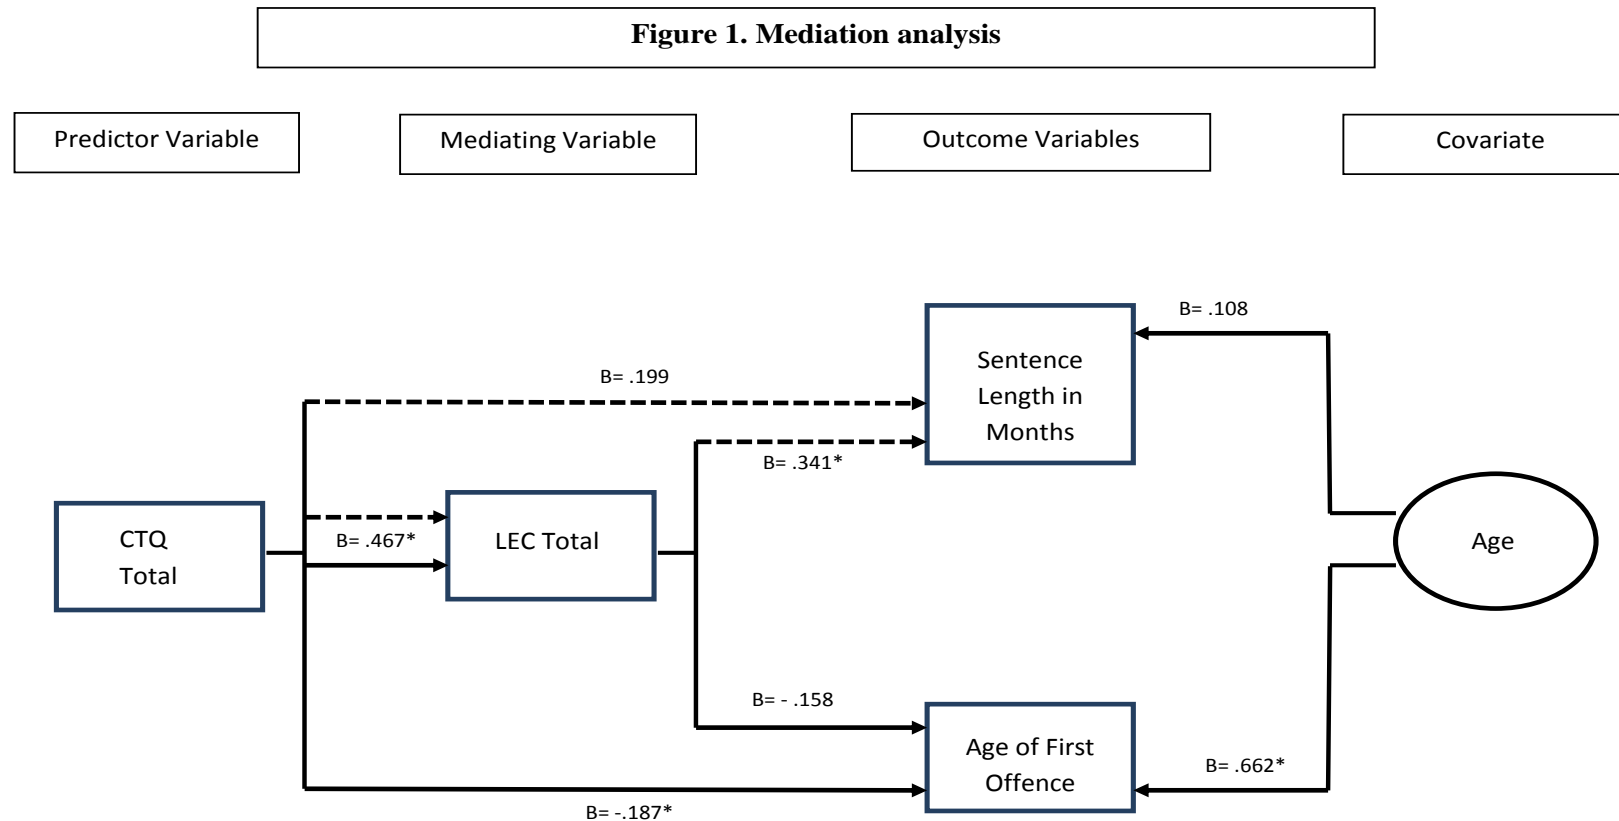 Figure 1. Mediation analysis
Predictor Variable
Mediating Variable
Outcome Variables
Covariate
B= .108
Sentence
Length in
Months
B= .199
B= .341*
CTQ
Total
B= .467*
LEC Total
Age
B= - .158
Age of First
Offence
B= .662*
B= -.187*